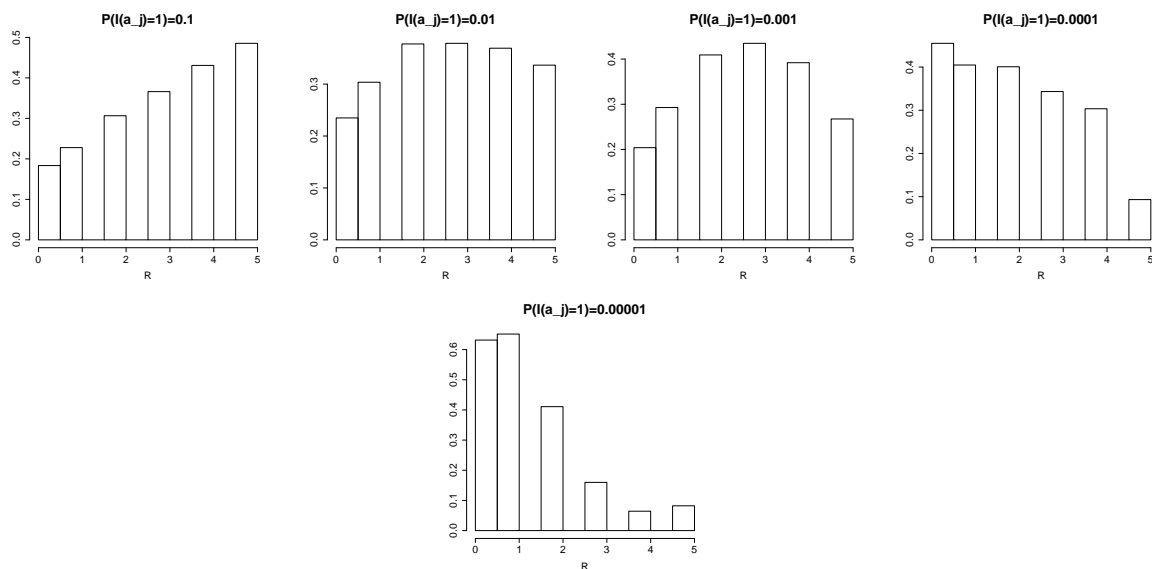 P(I(a_j)=1)=0.1
P(I(a_j)=1)=0.01
P(I(a_j)=1)=0.001
P(I(a_j)=1)=0.0001
0.0 0.1 0.2 0.3 0.4 0.5
0.0 0.1 0.2 0.3
0.0 0.1 0.2 0.3 0.4
0.0 0.1 0.2 0.3 0.4
0 1 2 3 4 5
0 1 2 3 4 5
0 1 2 3 4 5
0 1 2 3 4 5
R
R
R
R
P(I(a_j)=1)=0.00001
0.0 0.1 0.2 0.3 0.4 0.5 0.6
0 1 2 3 4 5
R